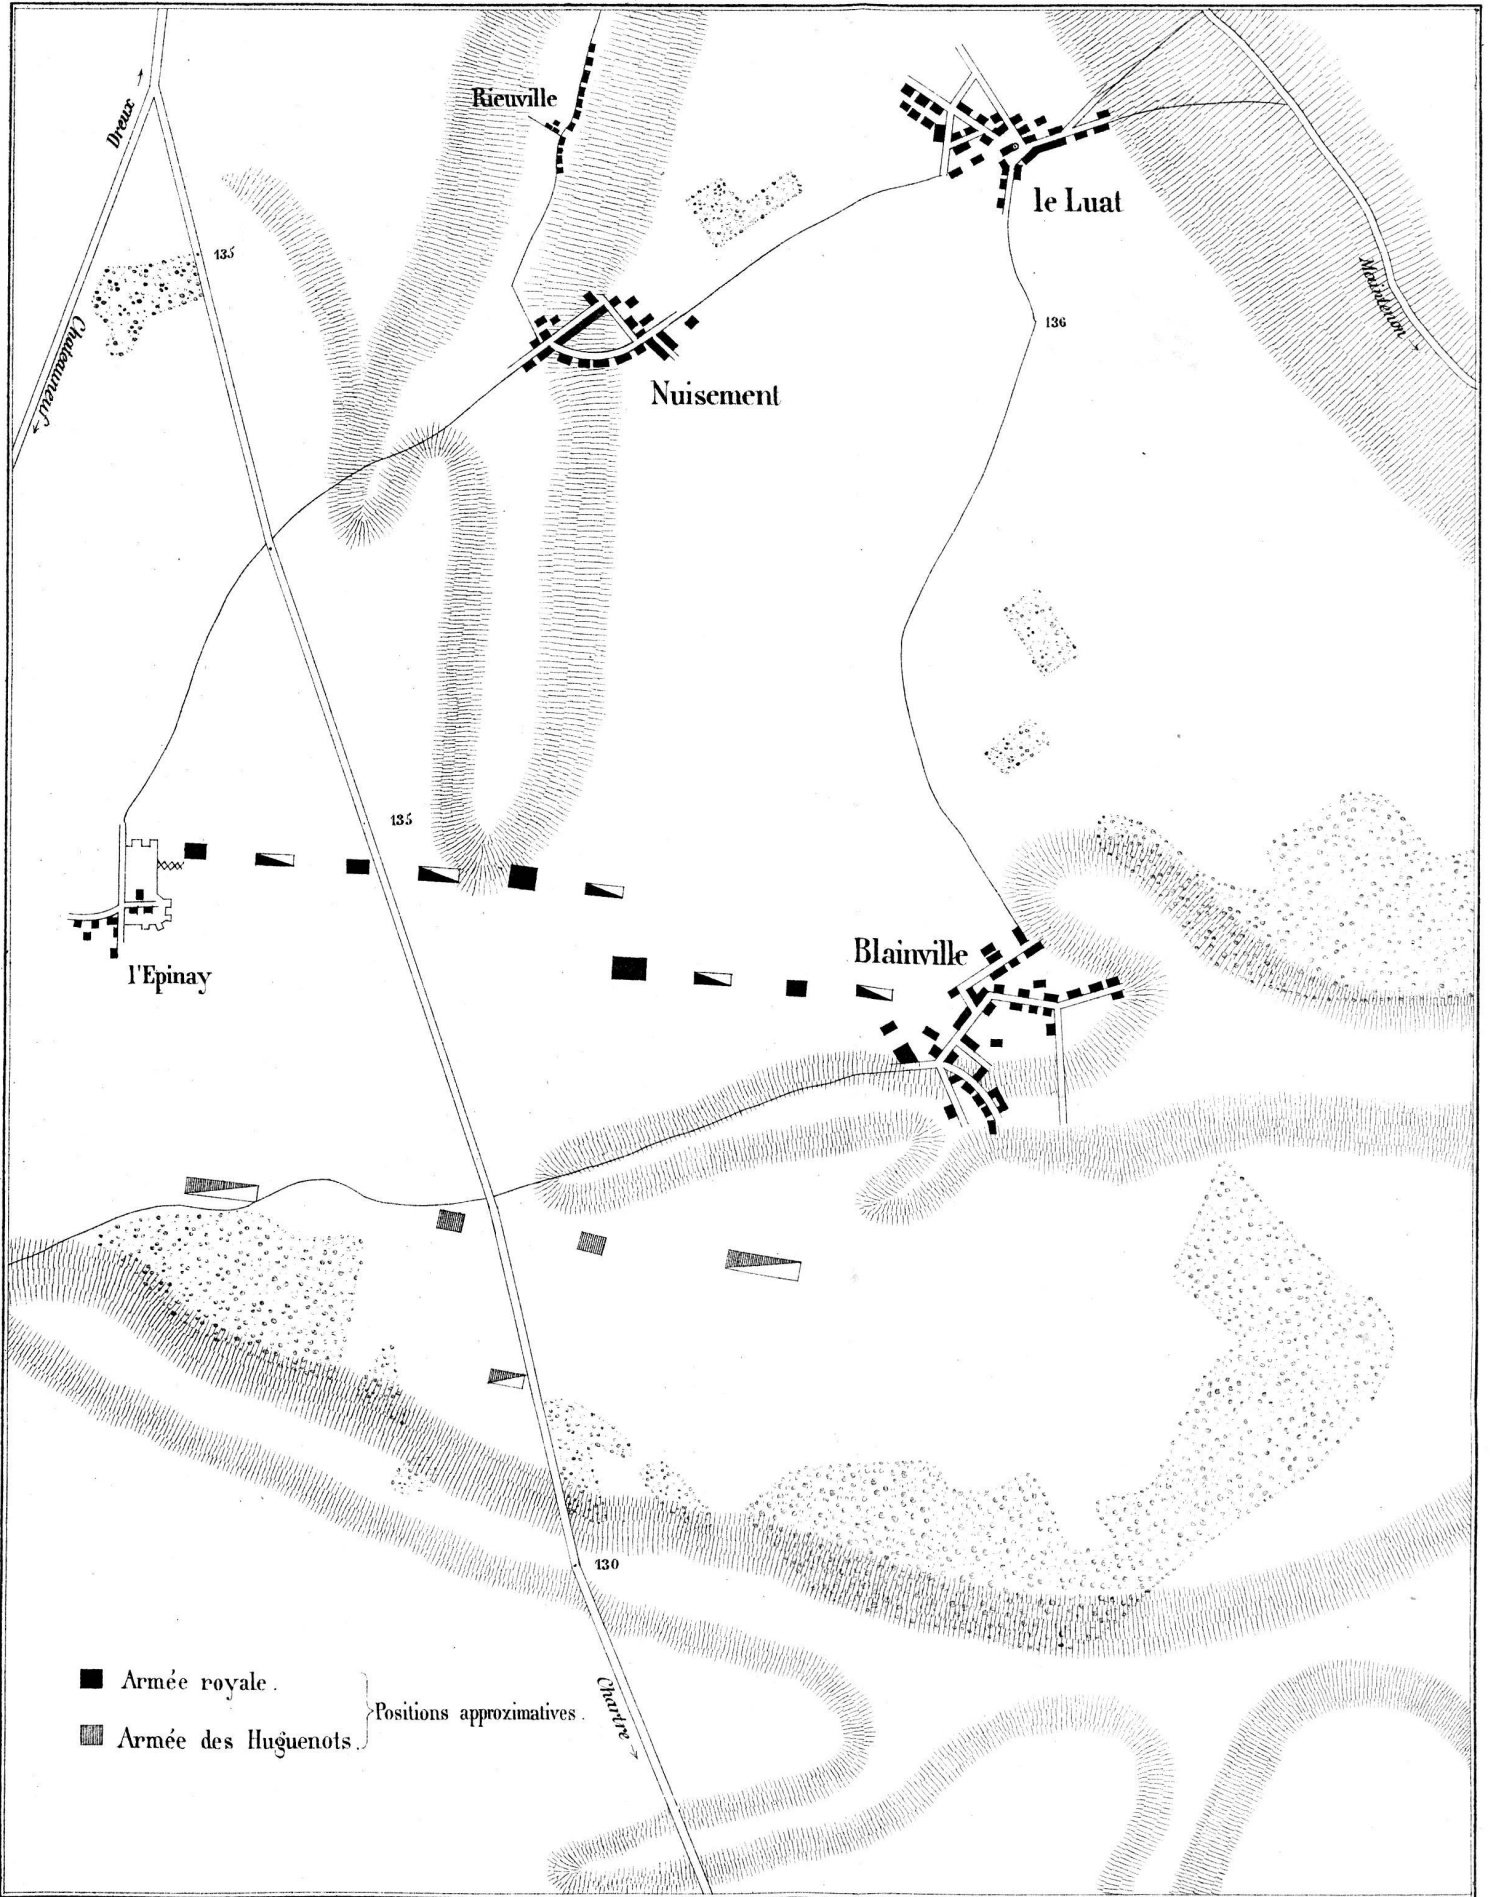 Dreux
Rieuville
le Luat
135
Maintenon
136
Chateauneuf
Nuisement
135
Blainville
l'Epinay
130
Armée royale.
Positions approximatives.
Armée des Huguenots.
Chartre